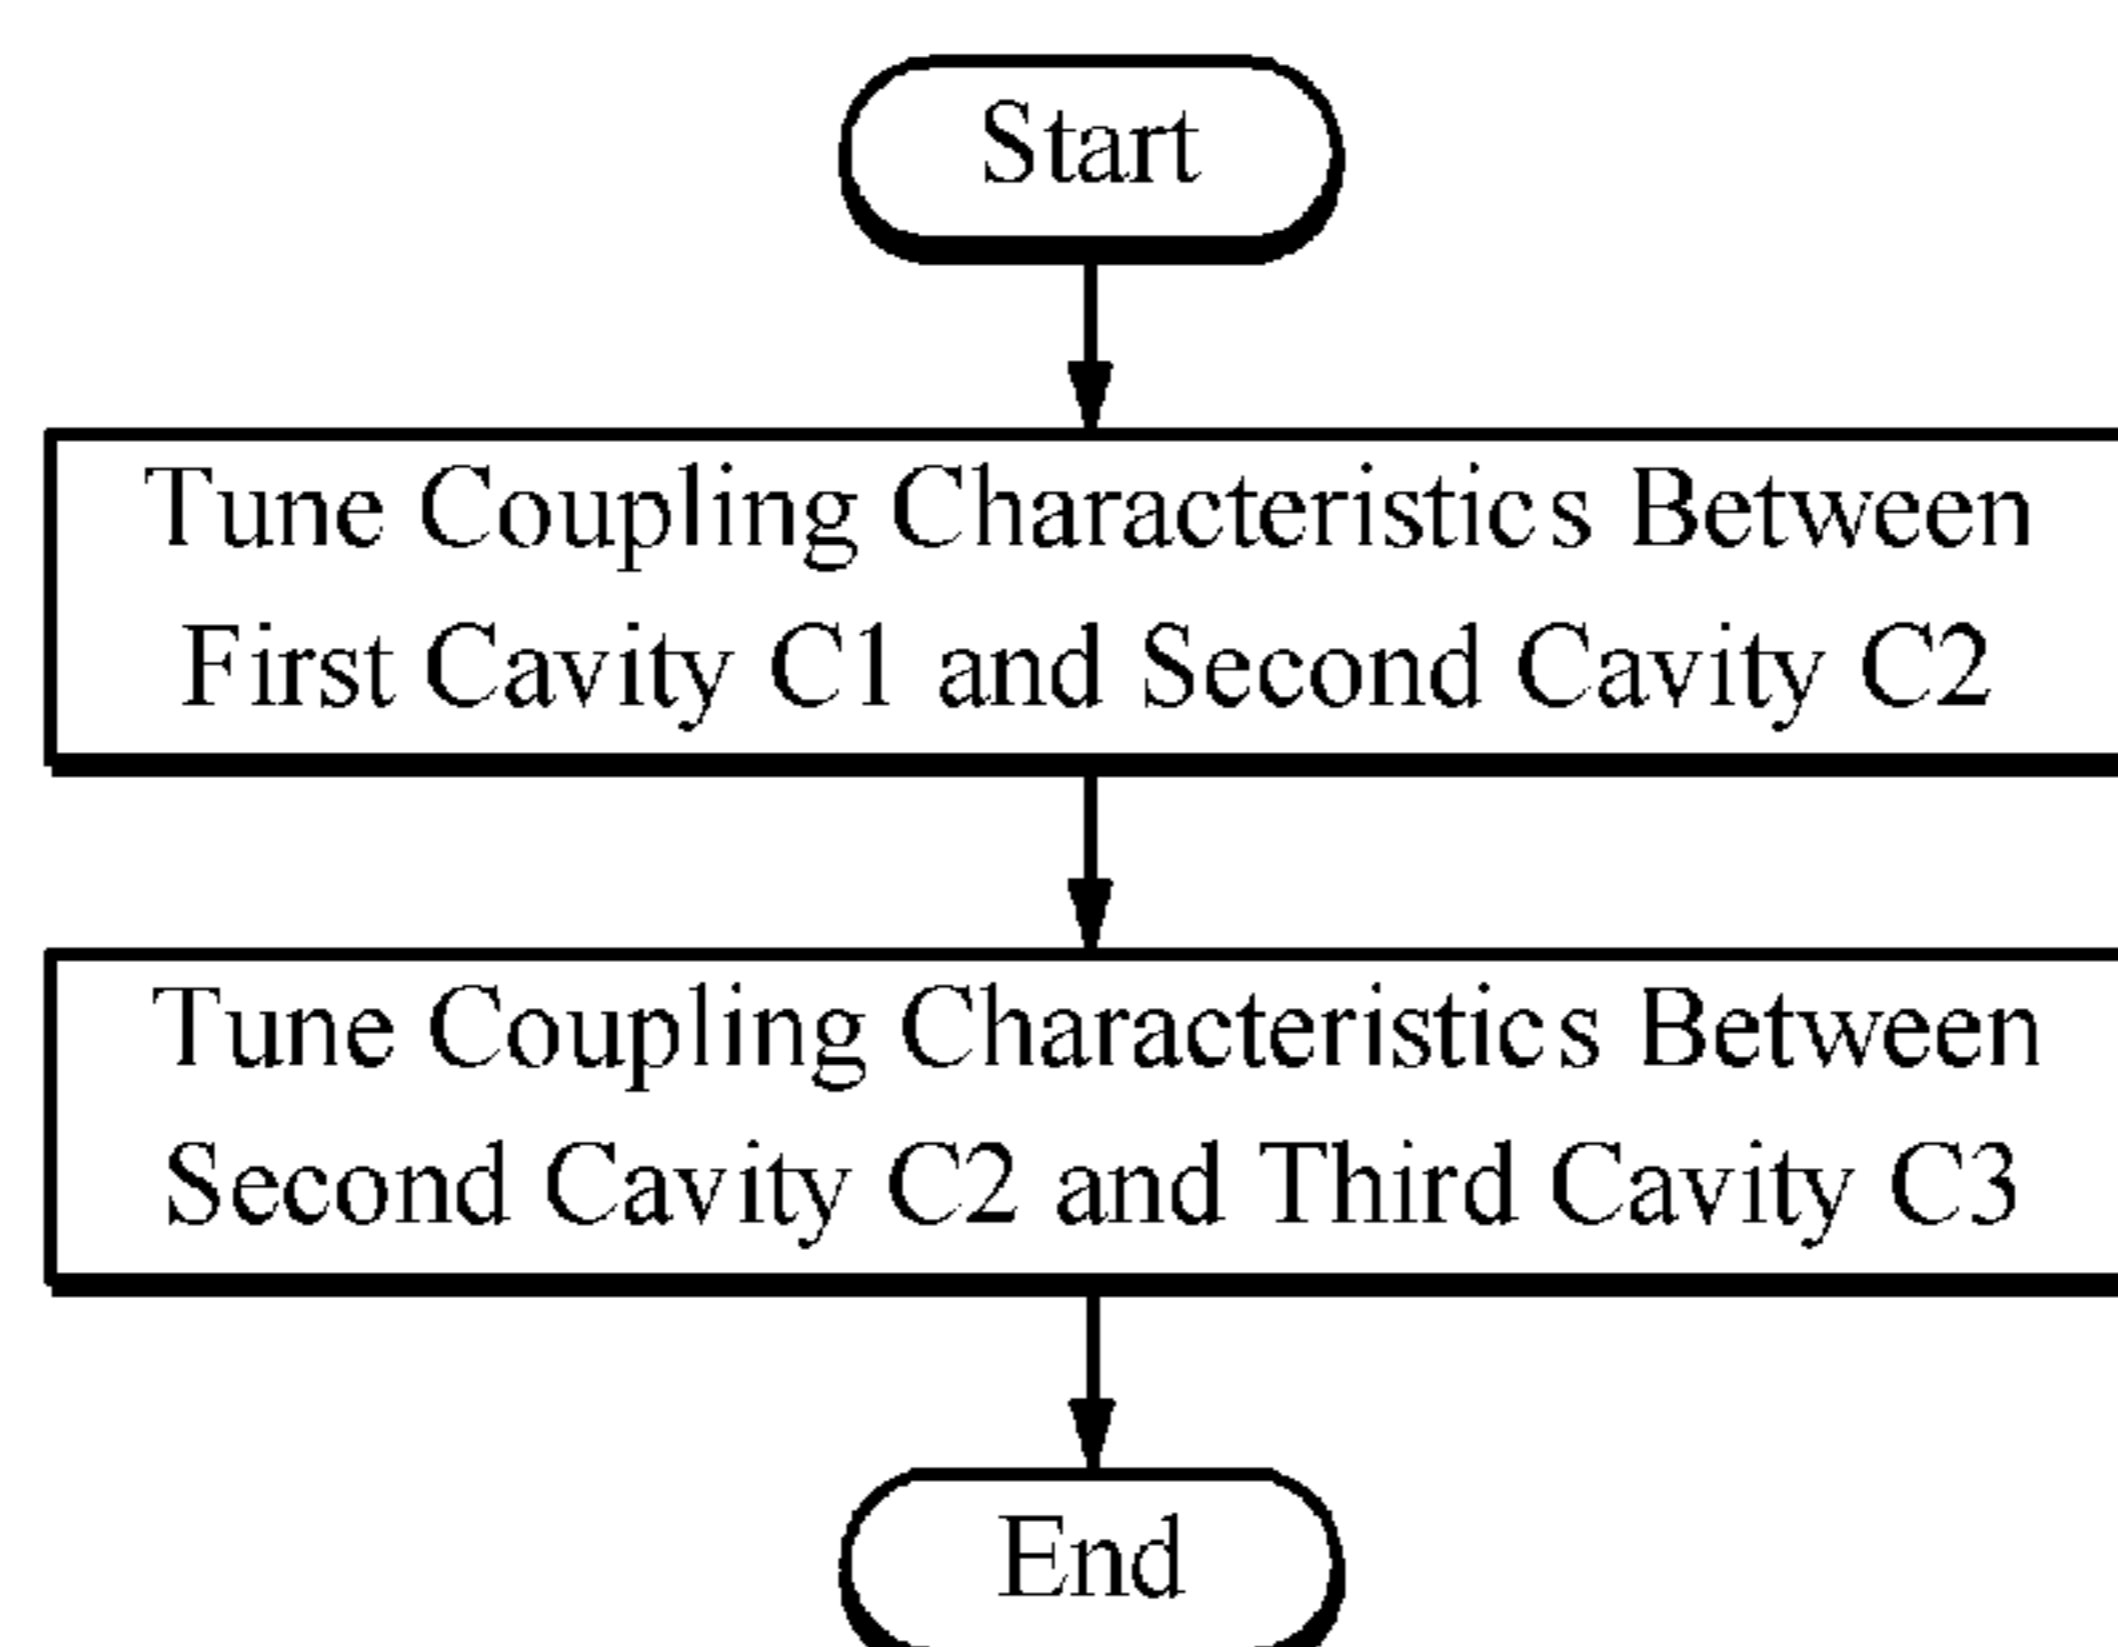 Start
Tune Coupling Characteristics Between
First Cavity C1 and Second Cavity C2
Tune Coupling Characteristics Between
Second Cavity C2 and Third Cavity C3
End